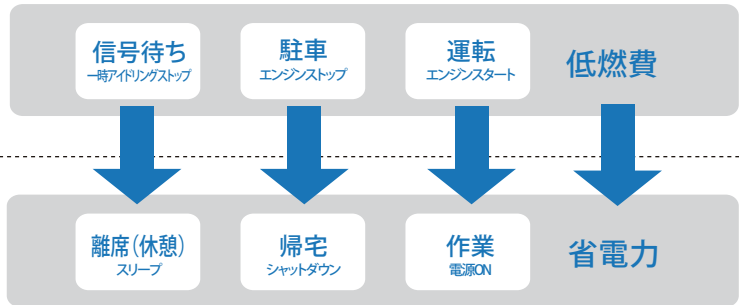 信号待ち
一時アイドリングストップ
駐車
エンジンストップ
運転
エンジンスタート
低燃費
離席(休憩)
スリープ
帰宅
シャットダウン
作業
電源ON
省電力